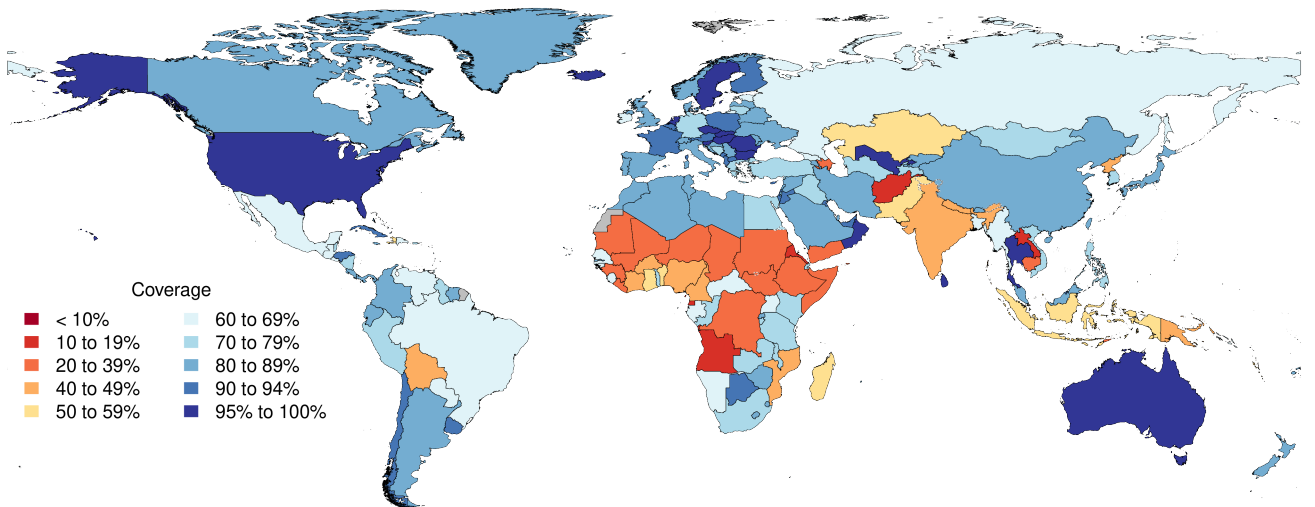 Coverage
< 10%
10 to 19%
20 to 39%
40 to 49%
50 to 59%
60 to 69%
70 to 79%
80 to 89%
90 to 94%
95% to 100%